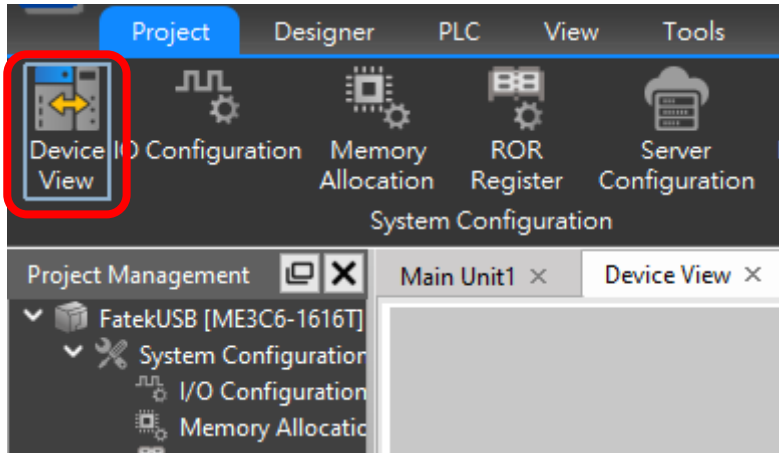 Project Designer PLC View Tools
Device IO Configuration Memory ROR Server
View Allocation Register Configuration
System Configuration
Project Management Main Unit1 Device View
FatekUSB [ME3C6-1616T]
System Configuration
I/O Configuration
Memory Allocatic